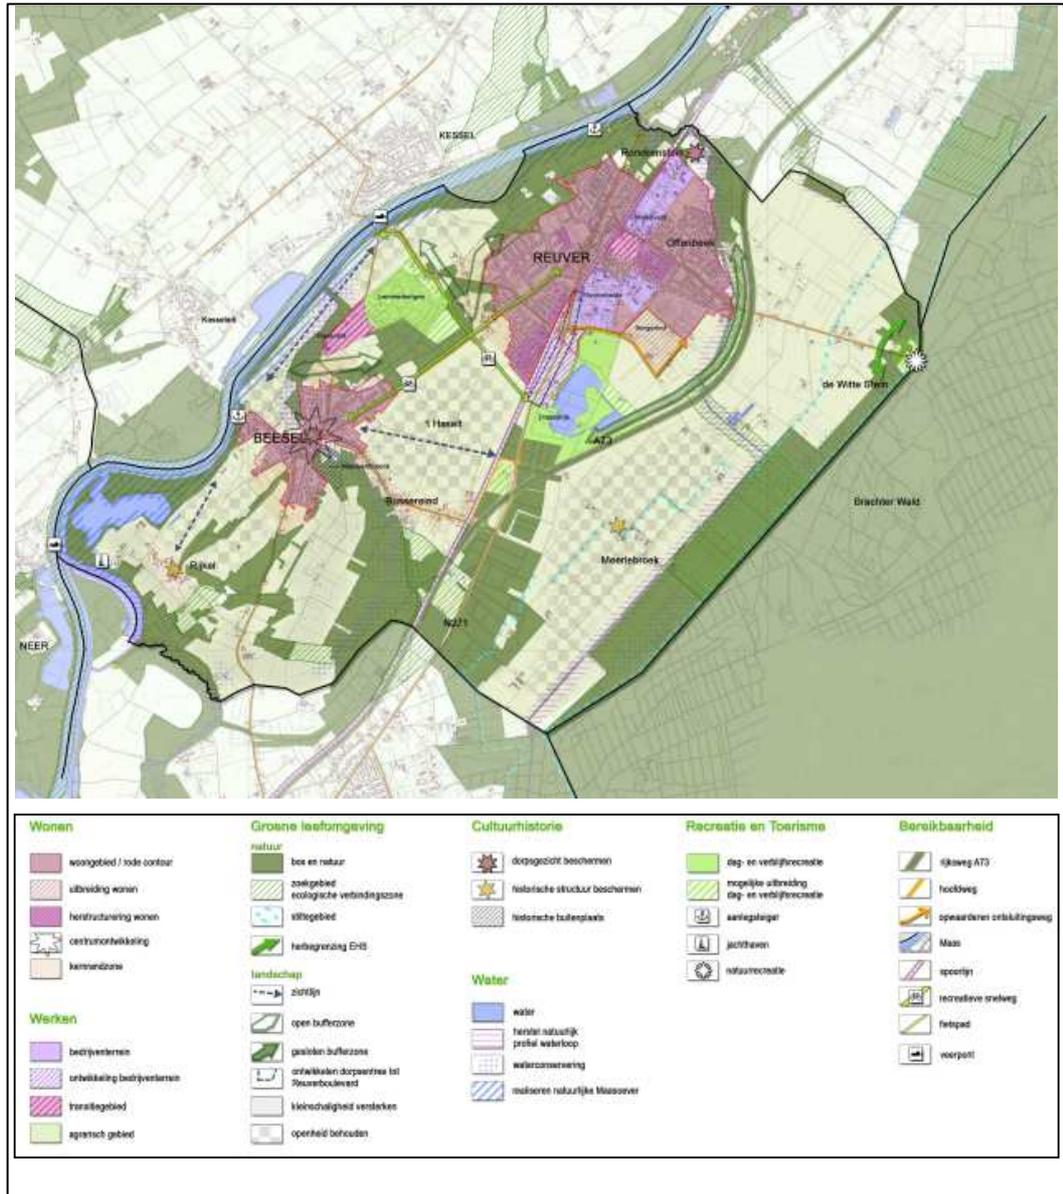 KESSEL
Offenbeek
REUVER
Kesseleik
de Witte Stein
BEESEL
't Hasselt
A73
Bussereind
Brachter Wald
Meerlebroek
Rijkel
N271
NEER
Wonen
woongebied / rode contour
uitbreiding wonen
herstructurering wonen
centrumontwikkeling
kernrandzone
Werken
bedrijventerrein
ontwikkeling bedrijventerrein
transitiegebied
agrarisch gebied
Groene leefomgeving
natuur
bos en natuur
zoekgebied
ecologische verbindingszone
stiltegebied
herbegrenzing EHS
landschap
zichtlijn
open bufferzone
gesloten bufferzone
ontwikkelen dorpsentree tot
Reuverboulevard
kleinschaligheid versterken
openheid behouden
Cultuurhistorie
dorpsgezicht beschermen
historische structuur beschermen
historische buitenplaats
Water
water
herstel natuurlijk
profiel waterloop
waterconservering
realiseren natuurlijke Maasoever
Recreatie en Toerisme
dag- en verblijfsrecreatie
mogelijke uitbreiding
dag- en verblijfsrecreatie
aanlegsteiger
jachthaven
natuurrecreatie
Bereikbaarheid
rijksweg A73
hoofdweg
opwaarderen ontsluitingsweg
Maas
spoorlijn
recreatieve snelweg
fietspad
veerpont